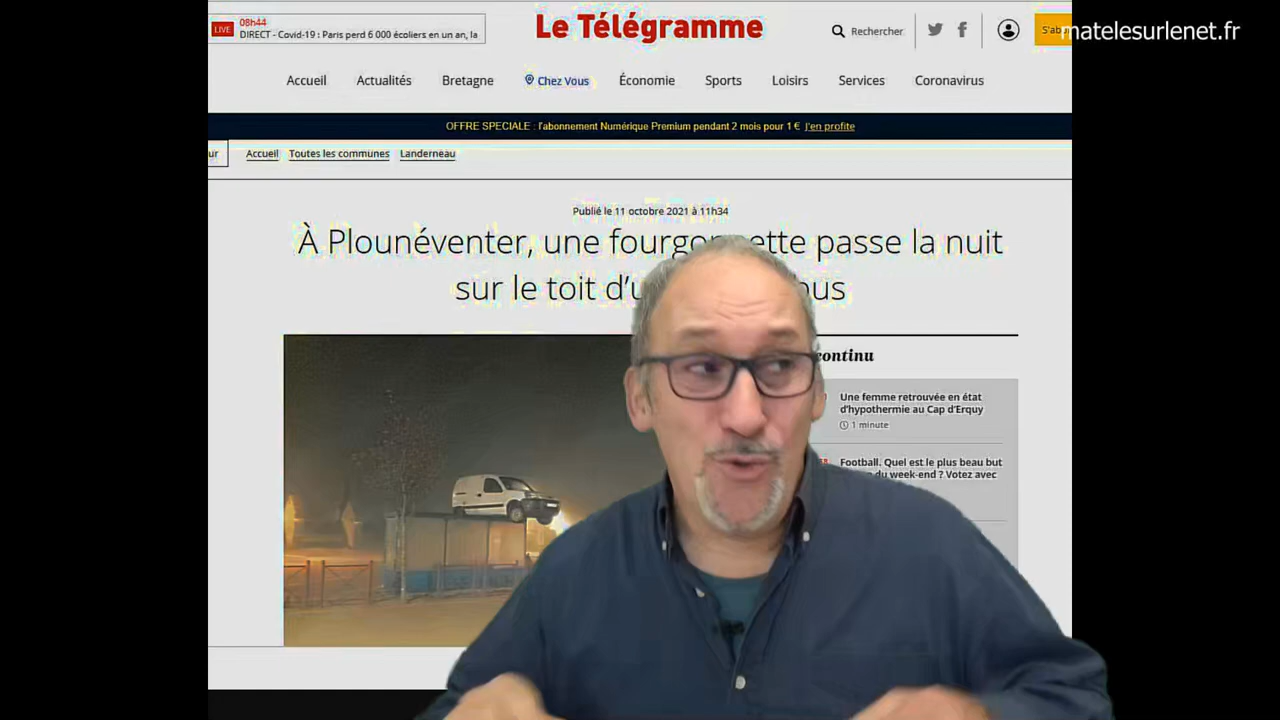 08h44
LIVE
DIRECT - Covid-19 : Paris perd 6 000 écoliers en un an, la
Le Télégramme
Rechercher
matelesurlenet.fr
Accueil Actualités Bretagne Chez Vous Économie Sports Loisirs Services Coronavirus
OFFRE SPECIALE : l'abonnement Numérique Premium pendant 2 mois pour 1 € J'en profite
Accueil Toutes les communes Landerneau
Publié le 11 octobre 2021 à 11h34
À Plounéventer, une passe la nuit
sur le toit
continu
Une femme retrouvée en état
d'hypothermie au Cap d'Erquy
1 minute
Football. Quel est le plus beau but
du week-end ? Votez avec